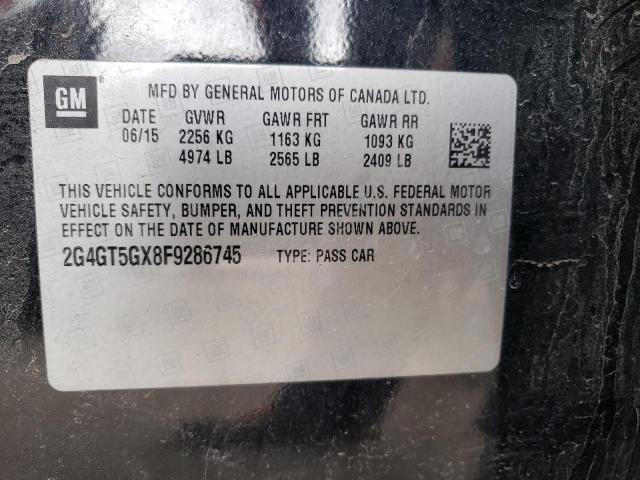 GM ®
MFD BY GENERAL MOTORS OF CANADA LTD.
DATE GVWR GAWR FRT GAWR RR
06/15 2256 KG 1163 KG 1093 KG
4974 LB 2565 LB 2409 LB
THIS VEHICLE CONFORMS TO ALL APPLICABLE U.S. FEDERAL MOTOR
VEHICLE SAFETY, BUMPER, AND THEFT PREVENTION STANDARDS IN
EFFECT ON THE DATE OF MANUFACTURE SHOWN ABOVE.
2G4GT5GX8F9286745 TYPE: PASS CAR